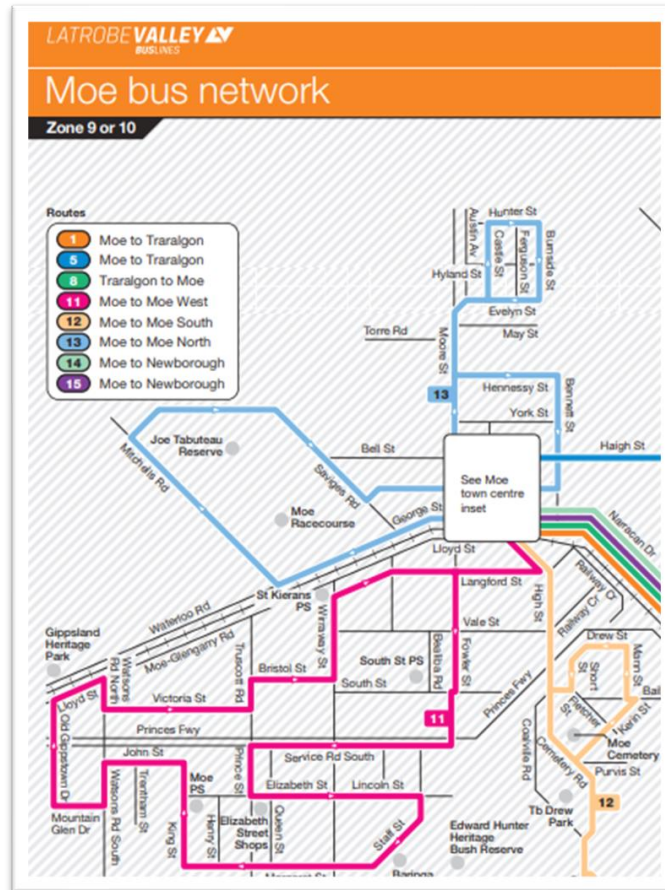 LATROBE VALLEY
BUSLINES
Moe bus network
Zone 9 or 10
Routes
1 Moe to Traralgon
5 Moe to Traralgon
8 Traralgon to Moe
11 Moe to Moe West
12 Moe to Moe South
13 Moe to Moe North
14 Moe to Newborough
15 Moe to Newborough
Hunter St
Austin Av
Castle St
Ferguson St
Burnside St
Hyland St
Evelyn St
Torre Rd
Moore St
May St
13
Hennessy St
Bennett St
York St
Joe Tabuteau
Reserve
Bell St
Haigh St
Mitchells Rd
Saviges Rd
See Moe
town centre
inset
Moe
Racecourse
George St
Narracan Dr
Lloyd St
St Kierans
PS
Langford St
High St
Railway Cr
Railway Cr
Waterloo Rd
Moe-Glengarry Rd
Wirraway St
Vale St
Drew St
Gippsland
Heritage
Park
Watsons
Rd North
Truscott Rd
Bristol St
South St PS
Bealiba Rd
Fowler St
Short
St
Mann St
Lloyd St
Victoria St
South St
Princes Fwy
Fletcher
St
Kerin St
Old Gippstown Dr
Princes Fwy
11
Moe
Cemetery
John St
Service Rd South
Coalville Rd
Cemetery Rd
Purvis St
Mountain
Glen Dr
Watsons Rd South
Trentham St
King St
Moe
PS
Henry St
Prince St
Elizabeth St
Lincoln St
Elizabeth
Street
Shops
Queen St
Staff St
Tb Drew
Park
12
Edward Hunter
Heritage
Bush Reserve
Baringa